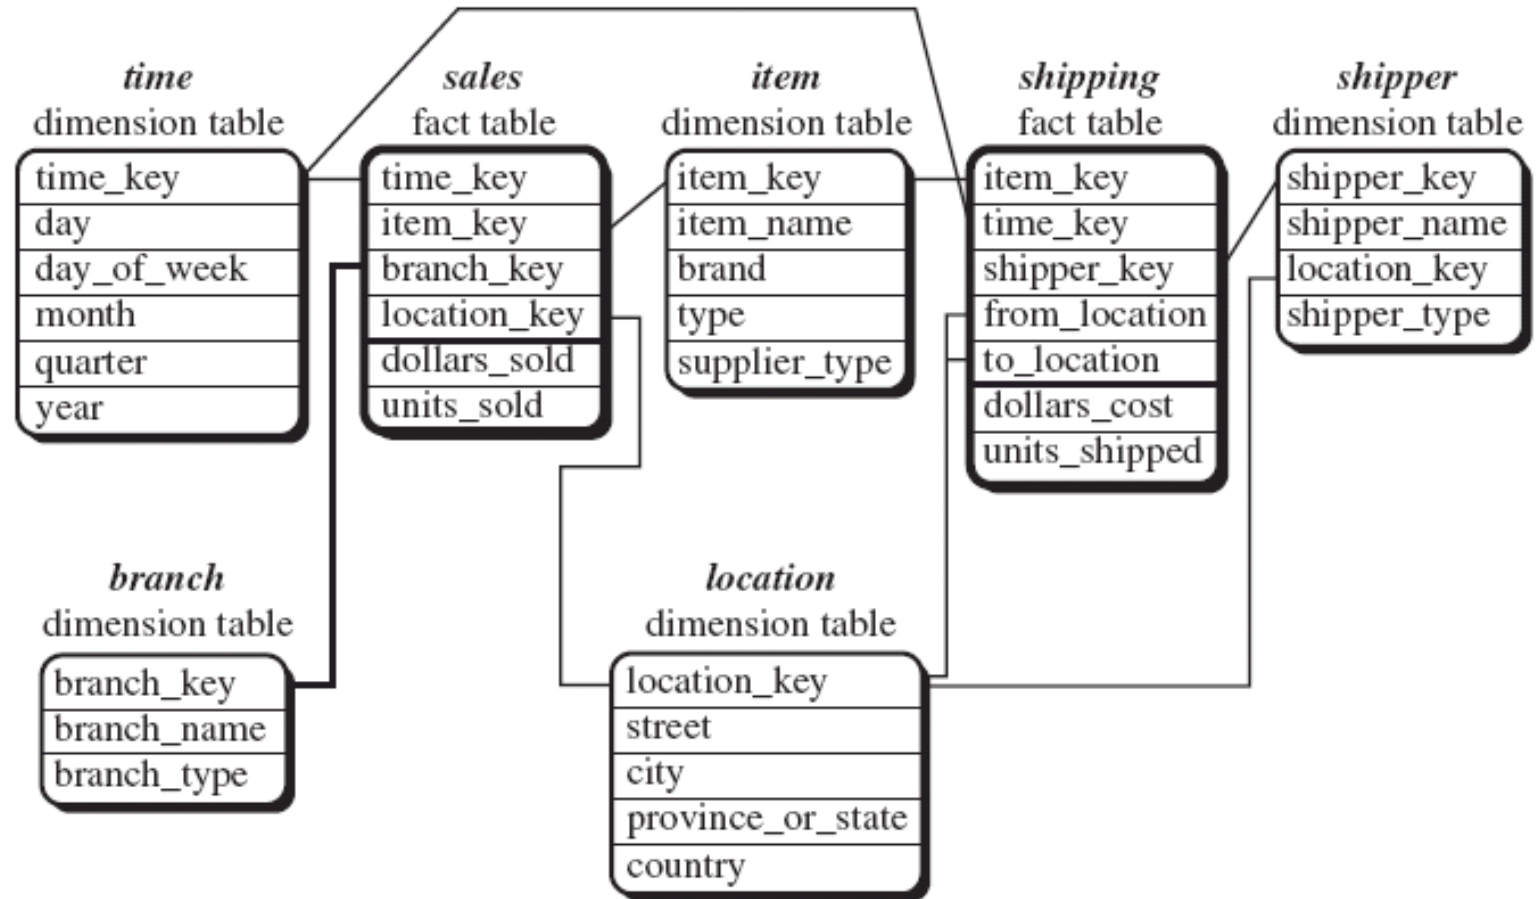 time
dimension table
time_key
day
day_of_week
month
quarter
year
sales
fact table
time_key
item_key
branch_key
location_key
dollars_sold
units_sold
item
dimension table
item_key
item_name
brand
type
supplier_type
shipping
fact table
item_key
time_key
shipper_key
from_location
to_location
dollars_cost
units_shipped
shipper
dimension table
shipper_key
shipper_name
location_key
shipper_type
branch
dimension table
branch_key
branch_name
branch_type
location
dimension table
location_key
street
city
province_or_state
country